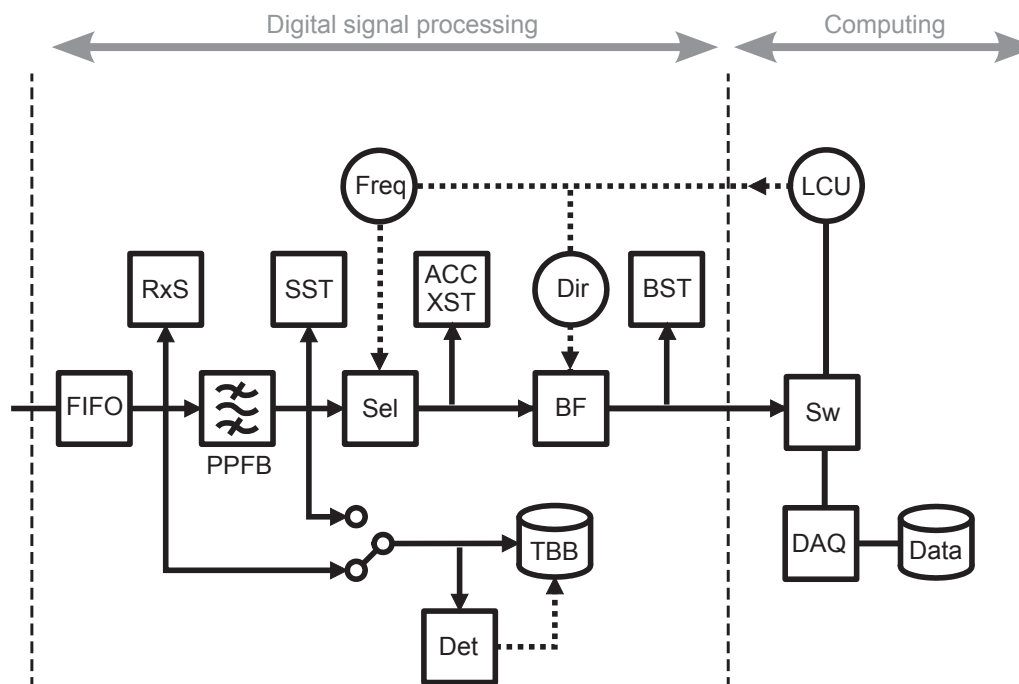 Digital signal processing
Computing
Freq
LCU
RxS
SST
ACC
XST
Dir
BST
FIFO
PPFB
Sel
BF
Sw
TBB
DAQ
Data
Det